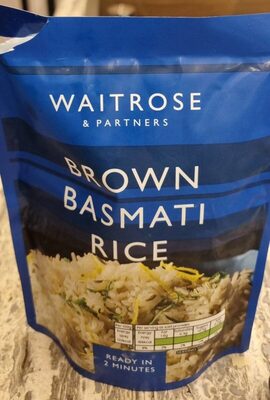 WAITROSE
& PARTNERS
BROWN
BASMATI
RICE
READY IN
2 MINUTES